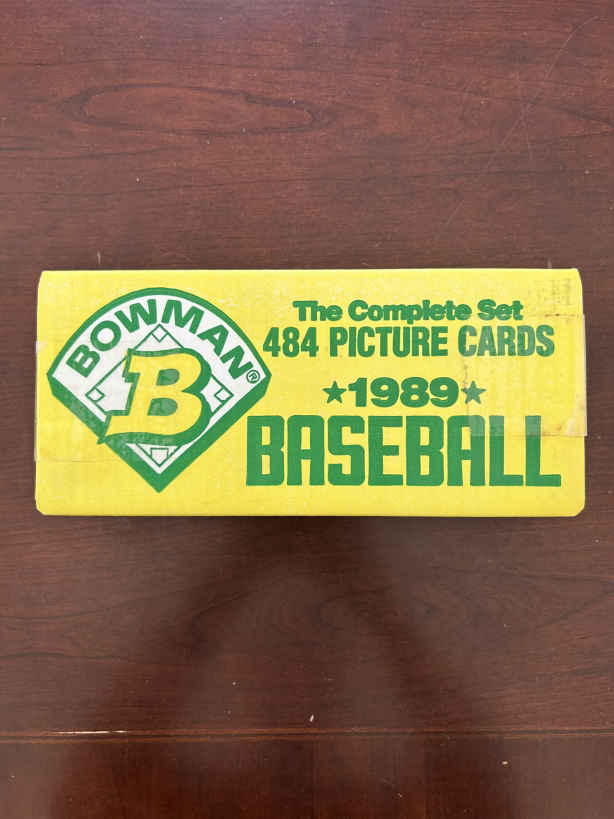 BOWMAN®
B
The Complete Set
484 PICTURE CARDS
★1989★
BASEBALL